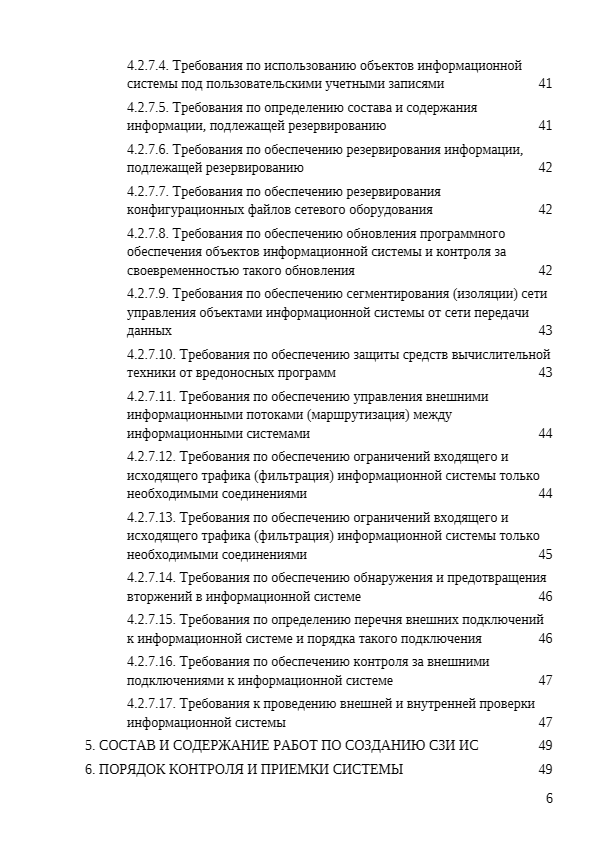 4.2.7.4. Требования по использованию объектов информационной
системы под пользовательскими учетными записями 41
4.2.7.5. Требования по определению состава и содержания
информации, подлежащей резервированию 41
4.2.7.6. Требования по обеспечению резервирования информации,
подлежащей резервированию 42
4.2.7.7. Требования по обеспечению резервирования
конфигурационных файлов сетевого оборудования 42
4.2.7.8. Требования по обеспечению обновления программного
обеспечения объектов информационной системы и контроля за
своевременностью такого обновления 42
4.2.7.9. Требования по обеспечению сегментирования (изоляции) сети
управления объектами информационной системы от сети передачи
данных 43
4.2.7.10. Требования по обеспечению защиты средств вычислительной
техники от вредоносных программ 43
4.2.7.11. Требования по обеспечению управления внешними
информационными потоками (маршрутизация) между
информационными системами 44
4.2.7.12. Требования по обеспечению ограничений входящего и
исходящего трафика (фильтрация) информационной системы только
необходимыми соединениями 44
4.2.7.13. Требования по обеспечению ограничений входящего и
исходящего трафика (фильтрация) информационной системы только
необходимыми соединениями 45
4.2.7.14. Требования по обеспечению обнаружения и предотвращения
вторжений в информационной системе 46
4.2.7.15. Требования по определению перечня внешних подключений
к информационной системе и порядка такого подключения 46
4.2.7.16. Требования по обеспечению контроля за внешними
подключениями к информационной системе 47
4.2.7.17. Требования к проведению внешней и внутренней проверки
информационной системы 47
5. СОСТАВ И СОДЕРЖАНИЕ РАБОТ ПО СОЗДАНИЮ СЗИ ИС 49
6. ПОРЯДОК КОНТРОЛЯ И ПРИЕМКИ СИСТЕМЫ 49
6